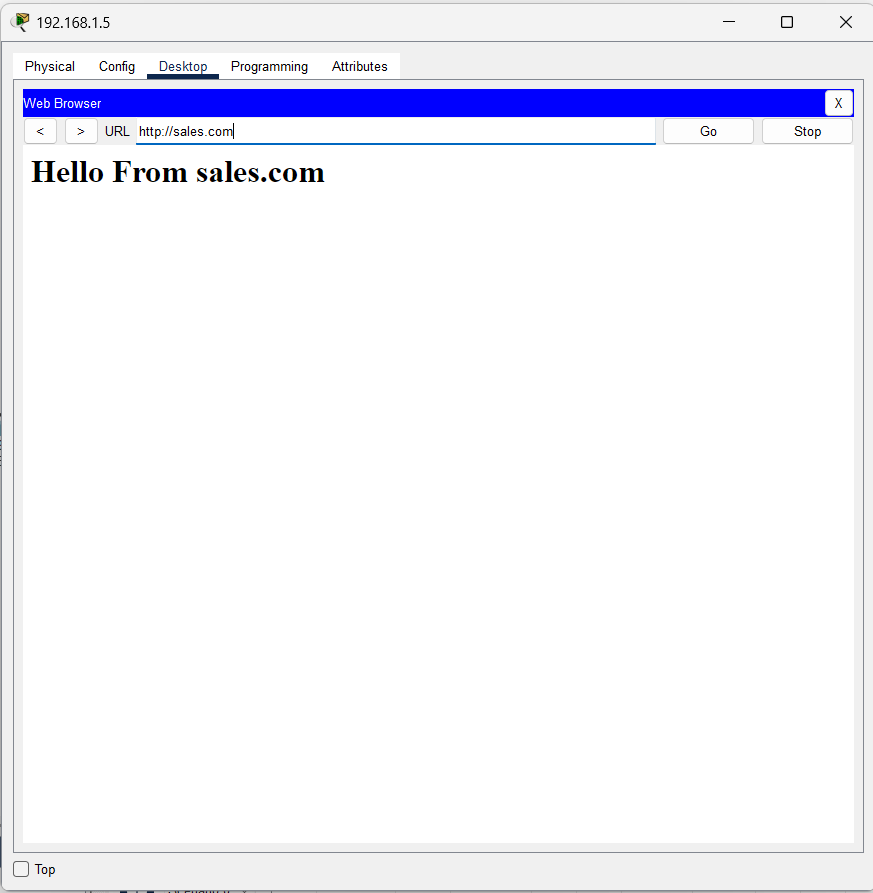 192.168.1.5
Physical Config Desktop Programming Attributes
Web Browser X
< > URL http://sales.com Go Stop
Hello From sales.com
Top